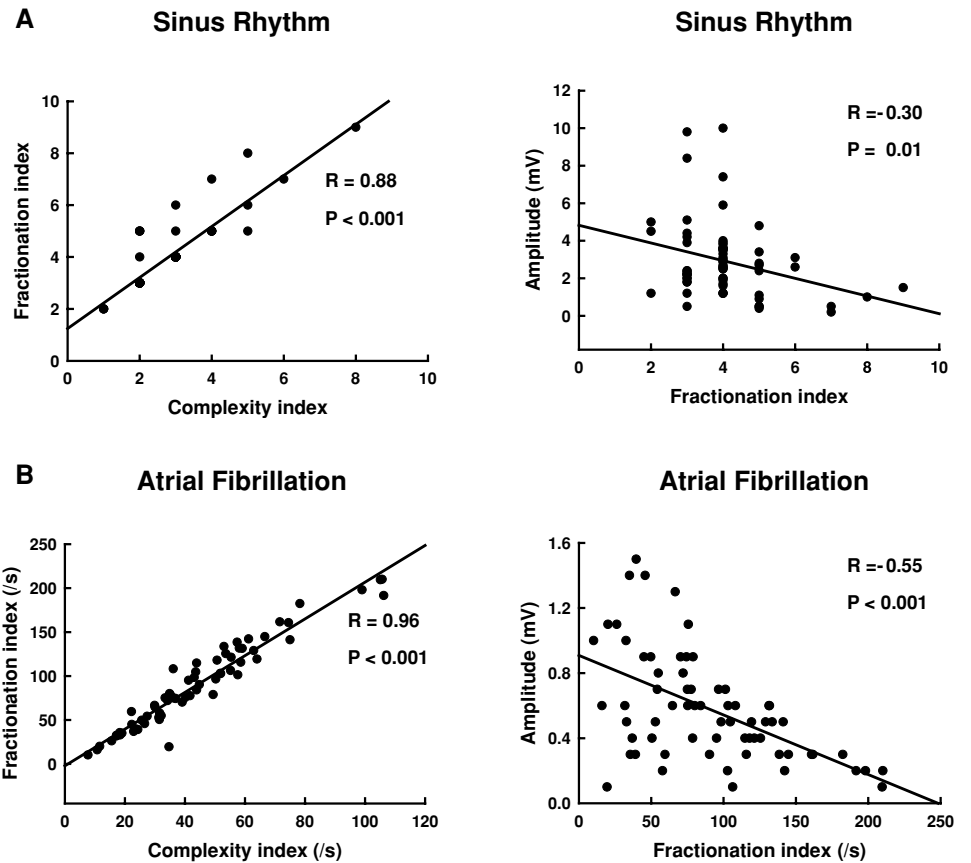 A
Sinus Rhythm
Sinus Rhythm
10
8
6
4
2
0
Fractionation index
R = 0.88
P < 0.001
0 2 4 6 8 10
Complexity index
12
10
8
6
4
2
0
Amplitude (mV)
R =-0.30
P = 0.01
0 2 4 6 8 10
Fractionation index
B
Atrial Fibrillation
Atrial Fibrillation
250
200
150
100
50
0
Fractionation index (/s)
R = 0.96
P < 0.001
0 20 40 60 80 100 120
Complexity index (/s)
1.6
1.2
0.8
0.4
0.0
Amplitude (mV)
R =-0.55
P < 0.001
0 50 100 150 200 250
Fractionation index (/s)